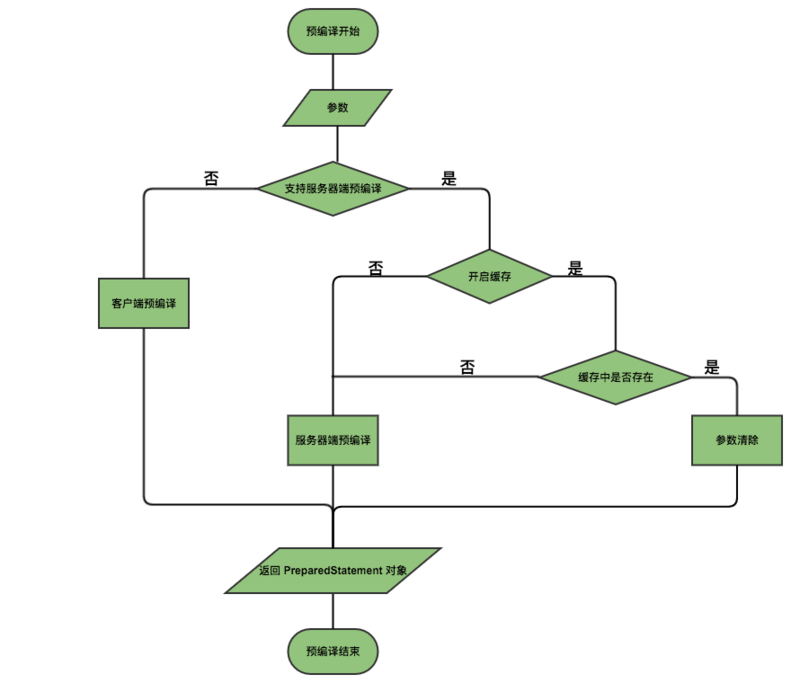 预编译开始
参数
支持服务器端预编译
否
是
开启缓存
否
是
客户端预编译
缓存中是否存在
否
是
服务器端预编译
参数清除
返回 PreparedStatement 对象
预编译结束